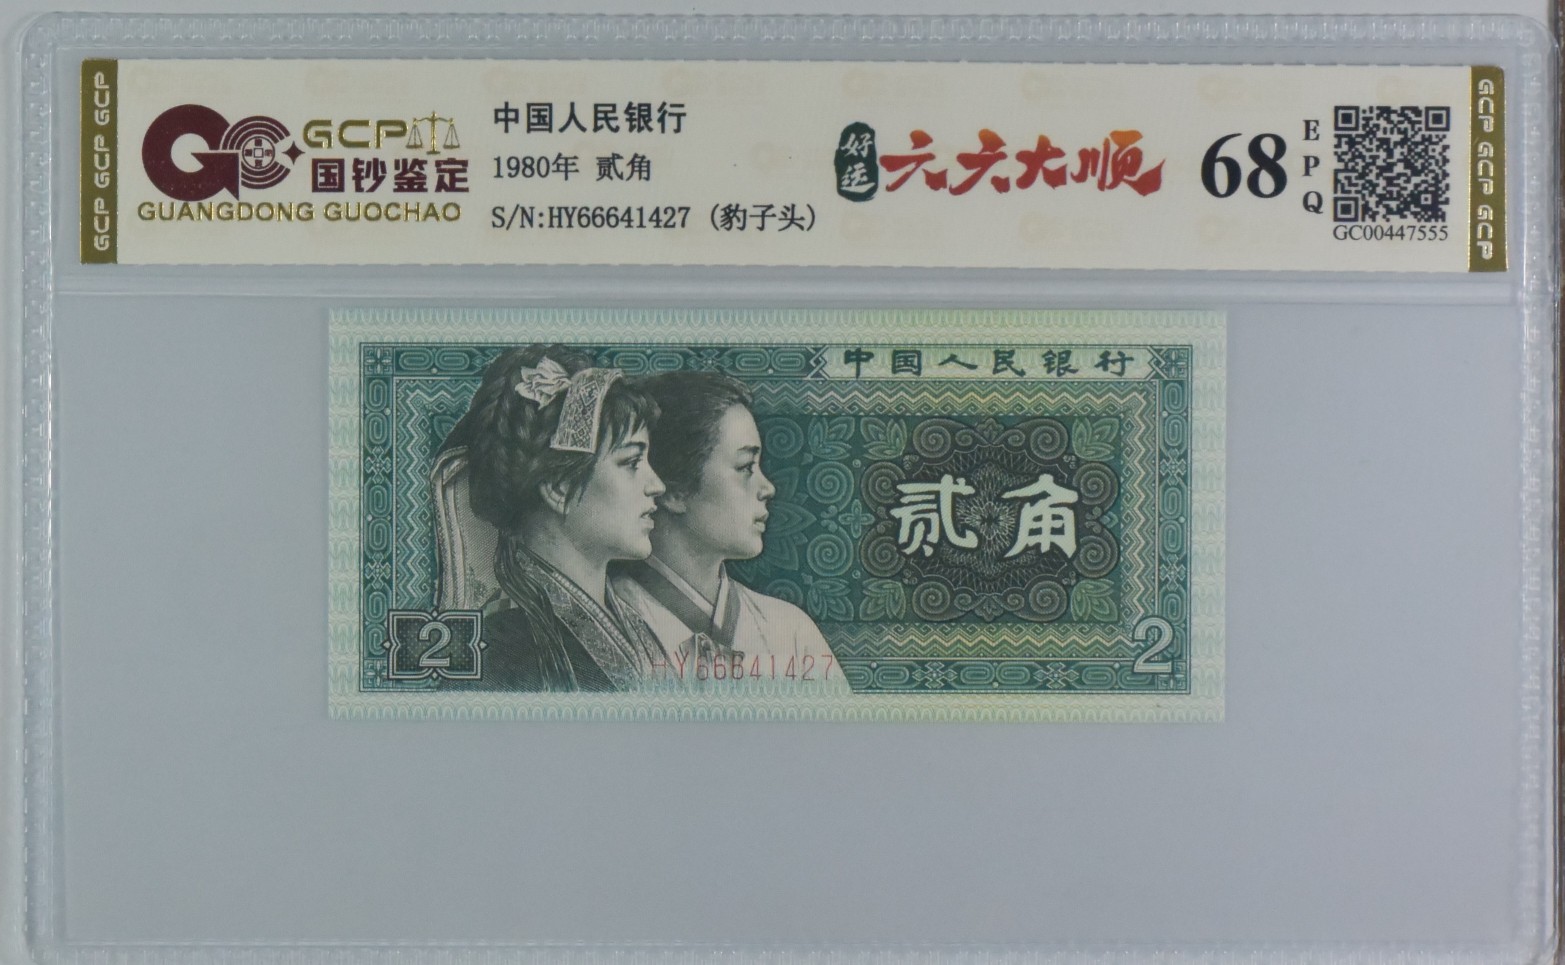 GCP GCP GCP
GCP
国钞鉴定
GUANGDONG GUOCHAO
中国人民银行
1980年 贰角
S/N:HY66641427 (豹子头)
好运
六六大顺
68
EPQ
GC00447555
GCP GCP GCP
中国人民银行
贰角
2
2
HY66641427